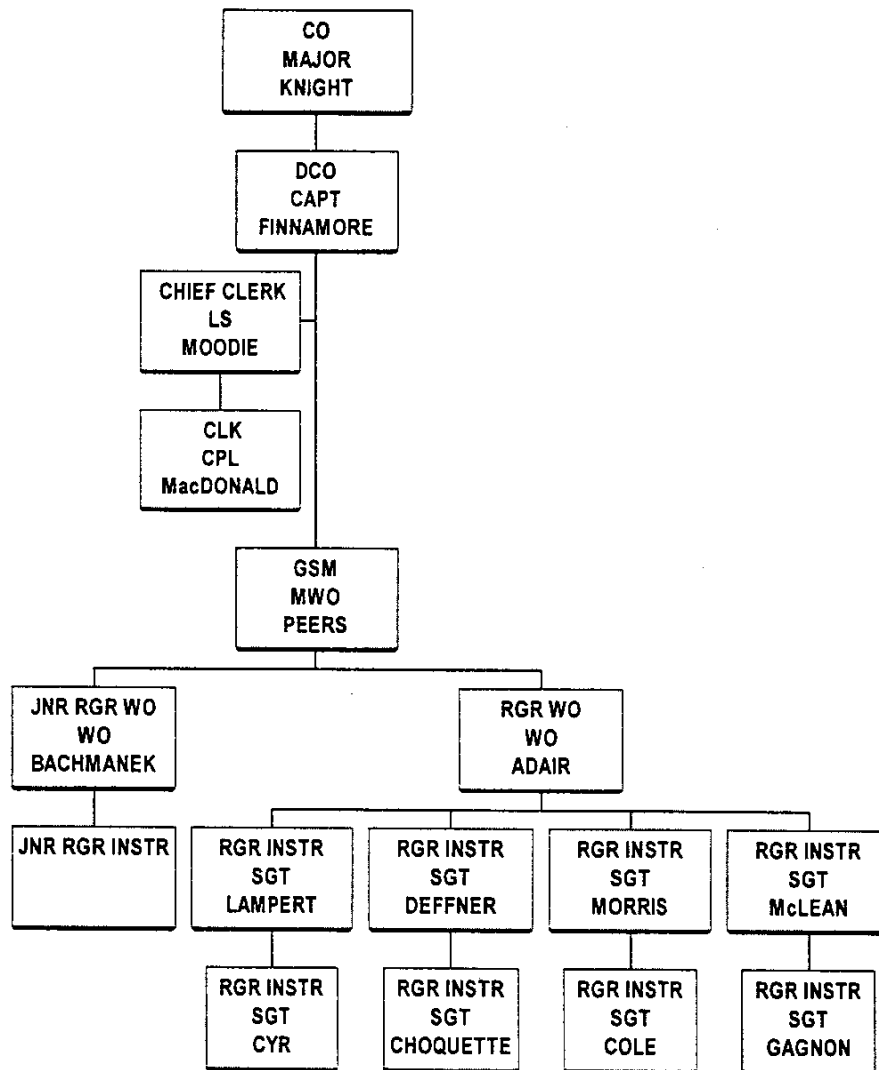 CO
MAJOR
KNIGHT
DCO
CAPT
FINNAMORE
CHIEF CLERK
LS
MOODIE
CLK
CPL
MacDONALD
GSM
MWO
PEERS
JNR RGR WO
WO
BACHMANEK
RGR WO
WO
ADAIR
JNR RGR INSTR
RGR INSTR
SGT
LAMPERT
RGR INSTR
SGT
DEFFNER
RGR INSTR
SGT
MORRIS
RGR INSTR
SGT
McLEAN
RGR INSTR
SGT
CYR
RGR INSTR
SGT
CHOQUETTE
RGR INSTR
SGT
COLE
RGR INSTR
SGT
GAGNON